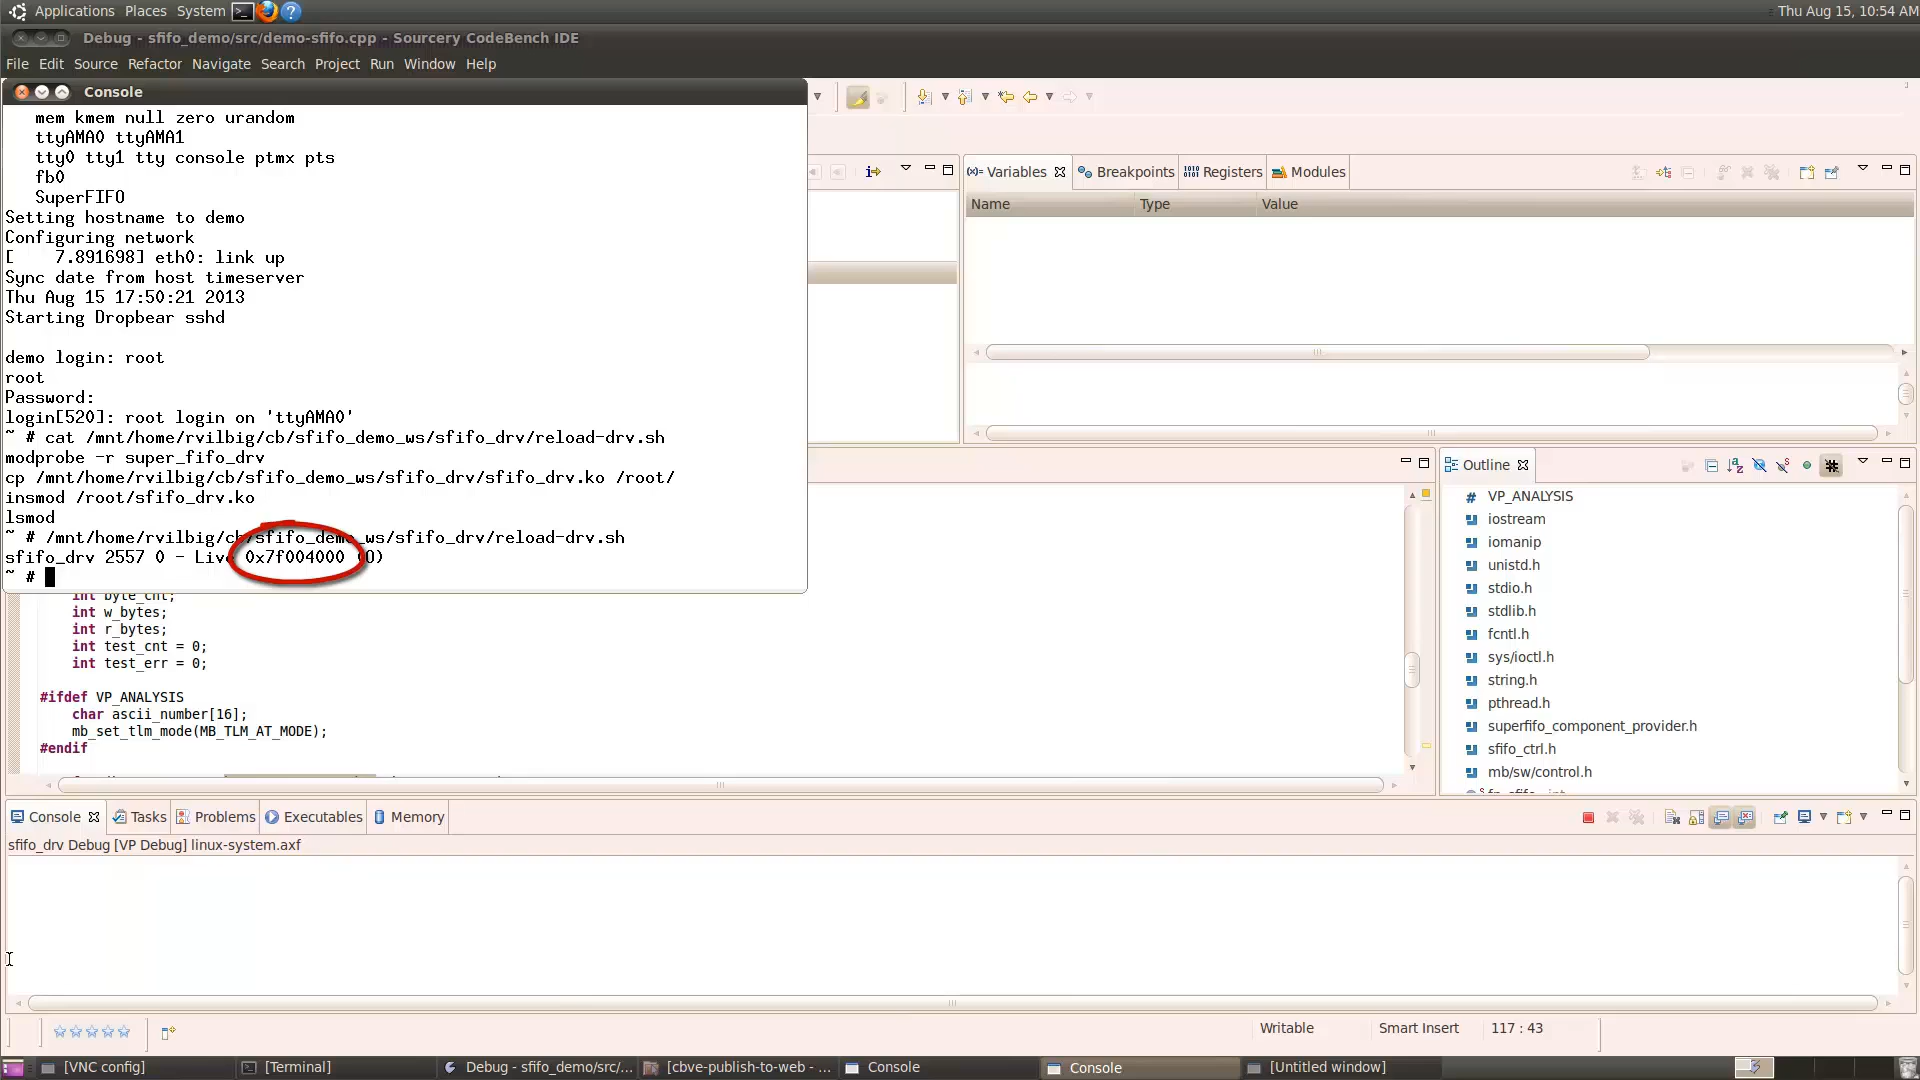 Applications Places System
Thu Aug 15, 10:54 AM
Debug - sfifo_demo/src/demo-sfifo.cpp - Sourcery CodeBench IDE
File Edit Source Refactor Navigate Search Project Run Window Help
Console
mem kmem null zero urandom
ttyAMA0 ttyAMA1
tty0 tty1 tty console ptmx pts
fb0
SuperFIFO
Setting hostname to demo
Configuring network
[    7.891698] eth0: link up
Sync date from host timeserver
Thu Aug 15 17:50:21 2013
Starting Dropbear sshd
demo login: root
root
Password:
login[520]: root login on 'ttyAMA0'
~ # cat /mnt/home/rvilbig/cb/sfifo_demo_ws/sfifo_drv/reload-drv.sh
modprobe -r super_fifo_drv
cp /mnt/home/rvilbig/cb/sfifo_demo_ws/sfifo_drv/sfifo_drv.ko /root/
insmod /root/sfifo_drv.ko
lsmod
~ # /mnt/home/rvilbig/cb/sfifo_demo_ws/sfifo_drv/reload-drv.sh
sfifo_drv 2557 0 - Live 0x7f004000 (O)
~ #
(x)= Variables Breakpoints Registers Modules
Name Type Value
int byte_cnt;
int w_bytes;
int r_bytes;
int test_cnt = 0;
int test_err = 0;
#ifdef VP_ANALYSIS
char ascii_number[16];
mb_set_tlm_mode(MB_TLM_AT_MODE);
#endif
Outline
# VP_ANALYSIS
iostream
iomanip
unistd.h
stdio.h
stdlib.h
fcntl.h
sys/ioctl.h
string.h
pthread.h
superfifo_component_provider.h
sfifo_ctrl.h
mb/sw/control.h
Console Tasks Problems Executables Memory
sfifo_drv Debug [VP Debug] linux-system.axf
Writable Smart Insert 117 : 43
[VNC config] [Terminal] Debug - sfifo_demo/src/... [cbve-publish-to-web - ... Console Console [Untitled window]